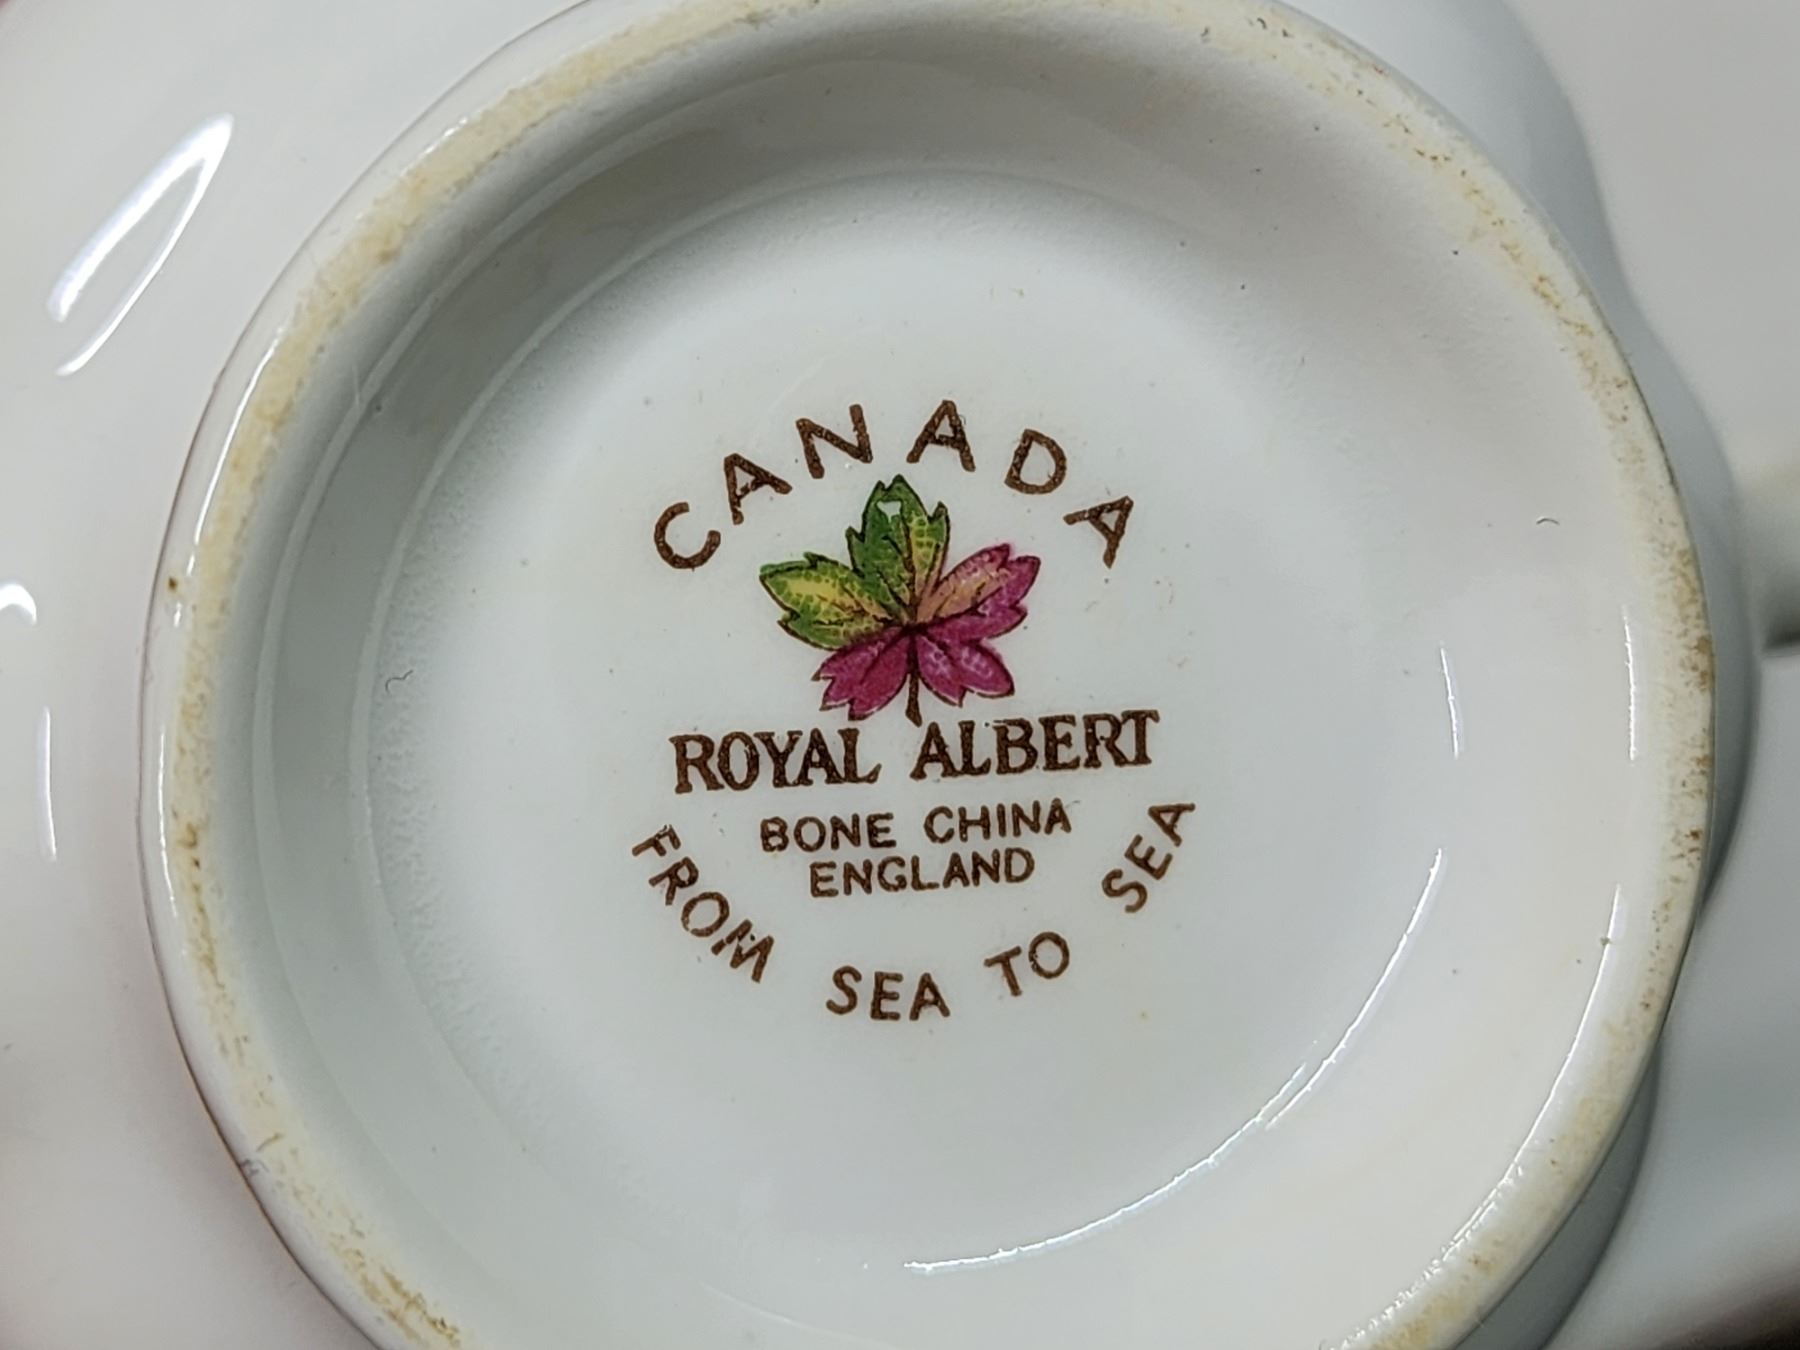 CANADA
ROYAL ALBERT
BONE CHINA
ENGLAND
FROM SEA TO SEA